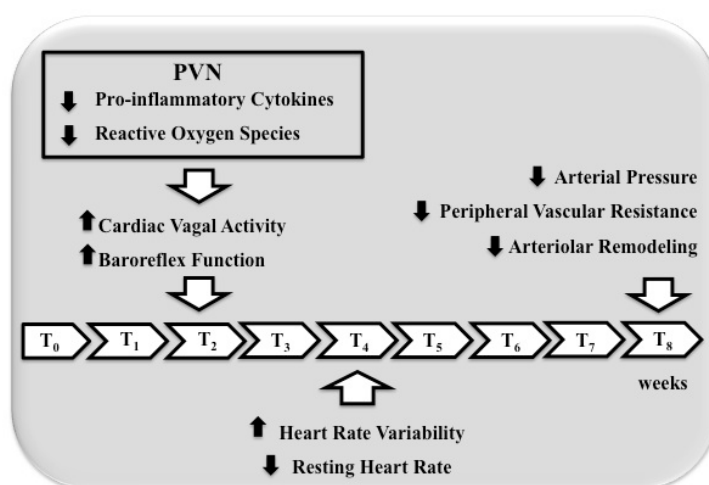 PVN
Pro-inflammatory Cytokines
Reactive Oxygen Species
Cardiac Vagal Activity
Baroreflex Function
Arterial Pressure
Peripheral Vascular Resistance
Arteriolar Remodeling
T0 T1 T2 T3 T4 T5 T6 T7 T8
weeks
Heart Rate Variability
Resting Heart Rate